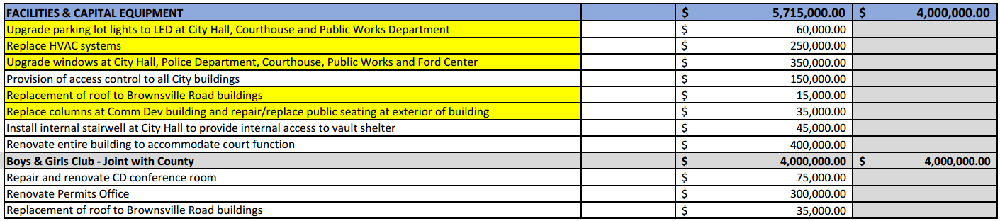 FACILITIES & CAPITAL EQUIPMENT $ 5,715,000.00 $ 4,000,000.00
Upgrade parking lot lights to LED at City Hall, Courthouse and Public Works Department $ 60,000.00
Replace HVAC systems $ 250,000.00
Upgrade windows at City Hall, Police Department, Courthouse, Public Works and Ford Center $ 350,000.00
Provision of access control to all City buildings $ 150,000.00
Replacement of roof to Brownsville Road buildings $ 15,000.00
Replace columns at Comm Dev building and repair/replace public seating at exterior of building $ 35,000.00
Install internal stairwell at City Hall to provide internal access to vault shelter $ 45,000.00
Renovate entire building to accommodate court function $ 400,000.00
Boys & Girls Club - Joint with County $ 4,000,000.00 $ 4,000,000.00
Repair and renovate CD conference room $ 75,000.00
Renovate Permits Office $ 300,000.00
Replacement of roof to Brownsville Road buildings $ 35,000.00